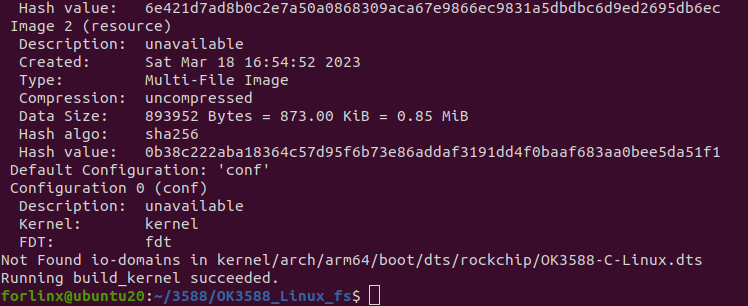 Hash value:   6e421d7ad8b0c2e7a50a0868309aca67e9866ec9831a5dbdbc6d9ed2695db6ec
Image 2 (resource)
Description:  unavailable
Created:      Sat Mar 18 16:54:52 2023
Type:         Multi-File Image
Compression:  uncompressed
Data Size:    893952 Bytes = 873.00 KiB = 0.85 MiB
Hash algo:    sha256
Hash value:   0b38c222aba18364c57d95f6b73e86addaf3191dd4f0baaf683aa0bee5da51f1
Default Configuration: 'conf'
Configuration 0 (conf)
Description:  unavailable
Kernel:       kernel
FDT:          fdt
Not Found io-domains in kernel/arch/arm64/boot/dts/rockchip/OK3588-C-Linux.dts
Running build_kernel succeeded.
forlinx@ubuntu20:~/3588/OK3588_Linux_fs$